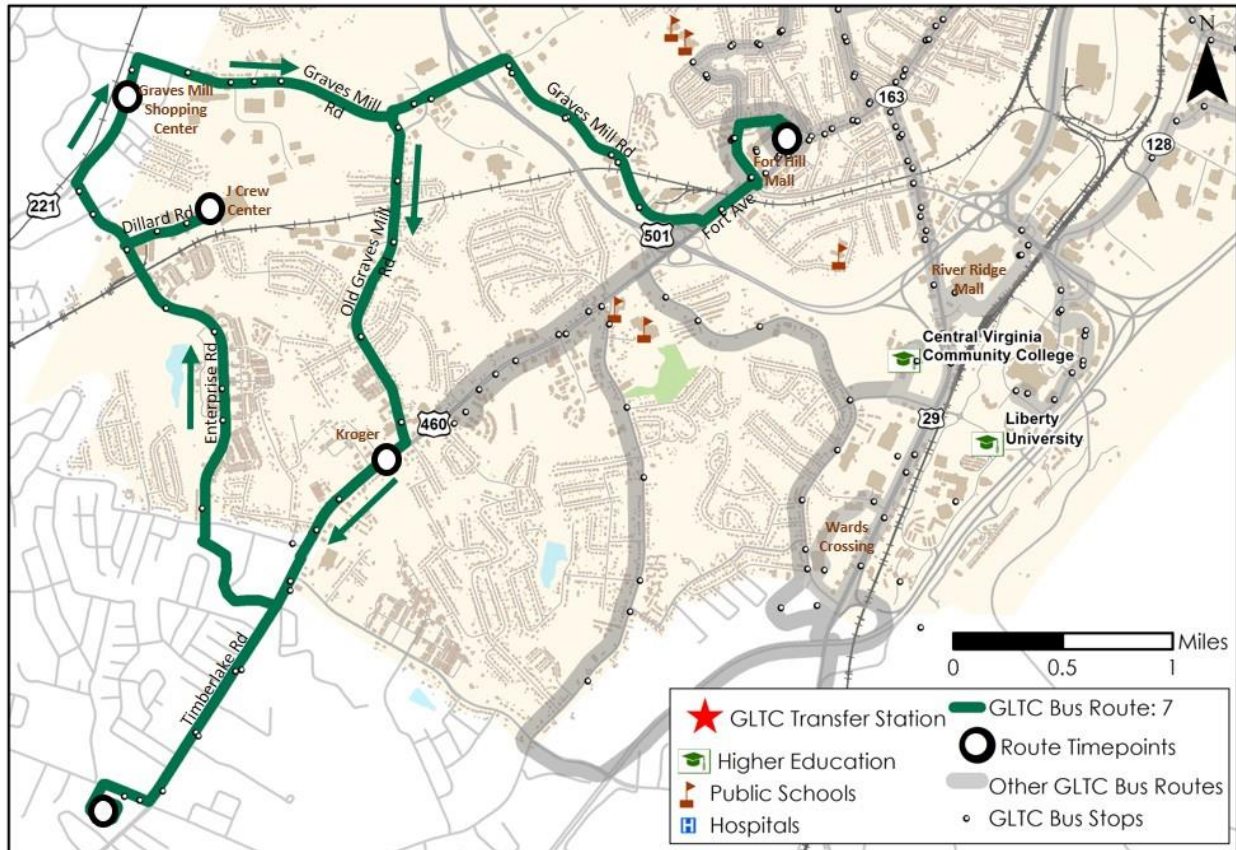 N
Graves Mill
Shopping
Center
Graves Mill
Rd
Graves Mill Rd
163
128
Fort Hill
Mall
221
J Crew
Center
Dillard Rd
Old Graves Mill
Rd
501
Fort Ave
River Ridge
Mall
Central Virginia
Community College
Enterprise Rd
Kroger
460
29
Liberty
University
Wards
Crossing
Timberlake Rd
Miles
0 0.5 1
GLTC Transfer Station
Higher Education
Public Schools
H Hospitals
GLTC Bus Route: 7
Route Timepoints
Other GLTC Bus Routes
GLTC Bus Stops